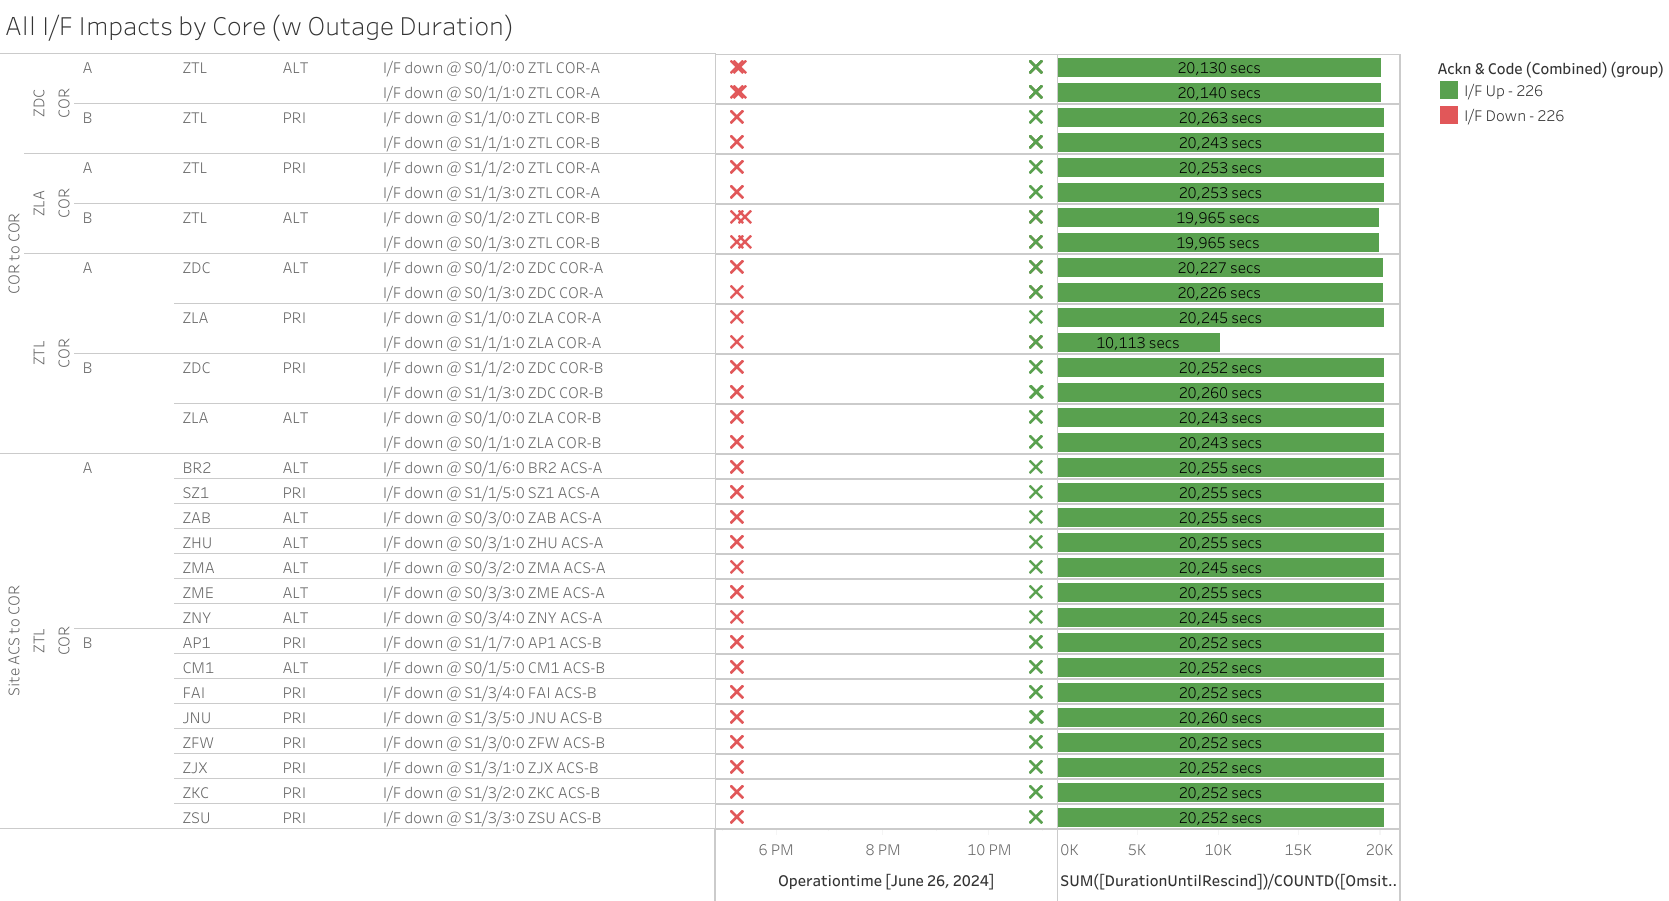 All I/F Impacts by Core (w Outage Duration)
COR to COR
ZDC COR
A ZTL ALT I/F down @ S0/1/0:0 ZTL COR-A 20,130 secs
I/F down @ S0/1/1:0 ZTL COR-A 20,140 secs
B ZTL PRI I/F down @ S1/1/0:0 ZTL COR-B 20,263 secs
I/F down @ S1/1/1:0 ZTL COR-B 20,243 secs
ZLA COR
A ZTL PRI I/F down @ S1/1/2:0 ZTL COR-A 20,253 secs
I/F down @ S1/1/3:0 ZTL COR-A 20,253 secs
B ZTL ALT I/F down @ S0/1/2:0 ZTL COR-B 19,965 secs
I/F down @ S0/1/3:0 ZTL COR-B 19,965 secs
ZTL COR
A ZDC ALT I/F down @ S0/1/2:0 ZDC COR-A 20,227 secs
I/F down @ S0/1/3:0 ZDC COR-A 20,226 secs
ZLA PRI I/F down @ S1/1/0:0 ZLA COR-A 20,245 secs
I/F down @ S1/1/1:0 ZLA COR-A 10,113 secs
B ZDC PRI I/F down @ S1/1/2:0 ZDC COR-B 20,252 secs
I/F down @ S1/1/3:0 ZDC COR-B 20,260 secs
ZLA ALT I/F down @ S0/1/0:0 ZLA COR-B 20,243 secs
I/F down @ S0/1/1:0 ZLA COR-B 20,243 secs
Site ACS to COR
ZTL COR
A BR2 ALT I/F down @ S0/1/6:0 BR2 ACS-A 20,255 secs
SZ1 PRI I/F down @ S1/1/5:0 SZ1 ACS-A 20,255 secs
ZAB ALT I/F down @ S0/3/0:0 ZAB ACS-A 20,255 secs
ZHU ALT I/F down @ S0/3/1:0 ZHU ACS-A 20,255 secs
ZMA ALT I/F down @ S0/3/2:0 ZMA ACS-A 20,245 secs
ZME ALT I/F down @ S0/3/3:0 ZME ACS-A 20,255 secs
ZNY ALT I/F down @ S0/3/4:0 ZNY ACS-A 20,245 secs
B AP1 PRI I/F down @ S1/1/7:0 AP1 ACS-B 20,252 secs
CM1 ALT I/F down @ S0/1/5:0 CM1 ACS-B 20,252 secs
FAI PRI I/F down @ S1/3/4:0 FAI ACS-B 20,252 secs
JNU PRI I/F down @ S1/3/5:0 JNU ACS-B 20,260 secs
ZFW PRI I/F down @ S1/3/0:0 ZFW ACS-B 20,252 secs
ZJX PRI I/F down @ S1/3/1:0 ZJX ACS-B 20,252 secs
ZKC PRI I/F down @ S1/3/2:0 ZKC ACS-B 20,252 secs
ZSU PRI I/F down @ S1/3/3:0 ZSU ACS-B 20,252 secs
6 PM 8 PM 10 PM 0K 5K 10K 15K 20K
Operationtime [June 26, 2024] SUM([DurationUntilRescind])/COUNTD([Omsit..
Ackn & Code (Combined) (group)
I/F Up - 226
I/F Down - 226